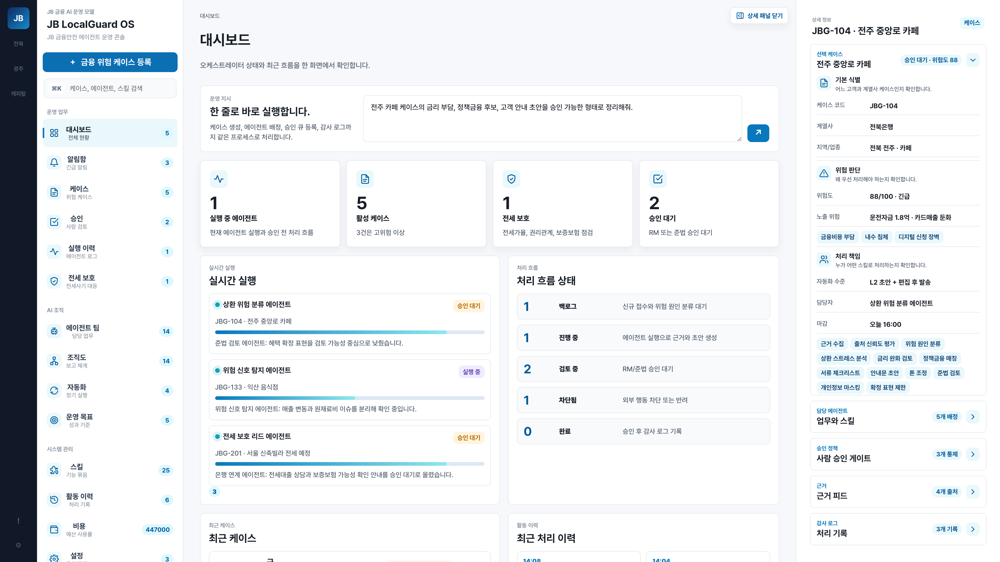 JB
전북
광주
캐피탈
!
JB 금융 AI 운영 모델
JB LocalGuard OS
JB 금융안전 에이전트 운영 콘솔
+ 금융 위험 케이스 등록
⌘K 케이스, 에이전트, 스킬 검색
운영 업무
대시보드
전체 현황
5
알림함
긴급 알림
3
케이스
위험 케이스
5
승인
사람 검토
2
실행 이력
에이전트 로그
1
전세 보호
전세사기 대응
1
AI 조직
에이전트 팀
담당 업무
14
조직도
보고 체계
14
자동화
정기 실행
4
운영 목표
성과 기준
5
시스템 관리
스킬
기능 묶음
25
활동 이력
처리 기록
6
비용
예산 사용률
447000
설정
3
대시보드
상세 패널 닫기
대시보드
오케스트레이터 상태와 최근 흐름을 한 화면에서 확인합니다.
운영 지시
한 줄로 바로 실행합니다.
케이스 생성, 에이전트 배정, 승인 큐 등록, 감사 로그까
지 같은 프로세스로 처리합니다.
전주 카페 케이스의 금리 부담, 정책금융 후보, 고객 안내 초안을 승인 가능한 형태로 정리해줘.
1
실행 중 에이전트
현재 에이전트 실행과 승인 전 처리 흐름
5
활성 케이스
3건은 고위험 이상
1
전세 보호
전세가율, 권리관계, 보증보험 점검
2
승인 대기
RM 또는 준법 승인 대기
실시간 실행
실시간 실행
상환 위험 분류 에이전트
승인 대기
JBG-104 · 전주 중앙로 카페
준법 검토 에이전트: 혜택 확정 표현을 검토 가능성 중심으로 낮췄습니다.
위험 신호 탐지 에이전트
실행 중
JBG-133 · 익산 음식점
위험 신호 탐지 에이전트: 매출 변동과 원재료비 이슈를 분리해 확인 중입니다.
전세 보호 리드 에이전트
승인 대기
JBG-201 · 서울 신축빌라 전세 예정
은행 연계 에이전트: 전세대출 상담과 보증보험 가능성 확인 안내를 승인 대기로 올렸습니다.
3
처리 흐름
처리 흐름 상태
1 백로그 신규 접수와 위험 원인 분류 대기
1 진행 중 에이전트 실행으로 근거와 초안 생성
2 검토 중 RM/준법 승인 대기
1 차단됨 외부 행동 차단 또는 반려
0 완료 승인 후 감사 로그 기록
최근 케이스
최근 케이스
활동 이력
최근 처리 이력
14:08
14:04
상세 정보
JBG-104 · 전주 중앙로 카페
케이스
선택 케이스
전주 중앙로 카페
승인 대기 · 위험도 88
기본 식별
어느 고객과 계열사 케이스인지 확인합니다.
케이스 코드 JBG-104
계열사 전북은행
지역/업종 전북 전주 · 카페
위험 판단
왜 우선 처리해야 하는지 확인합니다.
위험도 88/100 · 긴급
노출 위험 운전자금 1.8억 · 카드매출 둔화
금융비용 부담 내수 침체 디지털 신청 장벽
처리 책임
누가 어떤 스킬로 처리하는지 확인합니다.
자동화 수준 L2 초안 + 편집 후 발송
담당자 상환 위험 분류 에이전트
마감 오늘 16:00
근거 수집 출처 신뢰도 평가 위험 원인 분류
상환 스트레스 분석 금리 완화 검토 정책금융 매칭
서류 체크리스트 안내문 초안 톤 조정 준법 검토
개인정보 마스킹 확정 표현 제한
담당 에이전트
업무와 스킬
5개 배정
승인 정책
사람 승인 게이트
3개 통제
근거
근거 피드
4개 출처
감사 로그
처리 기록
3개 기록